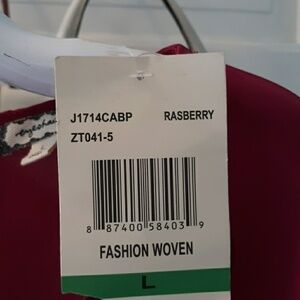 J1714CABP RASBERRY
ZT041-5
8 87400 58403 9
FASHION WOVEN
L